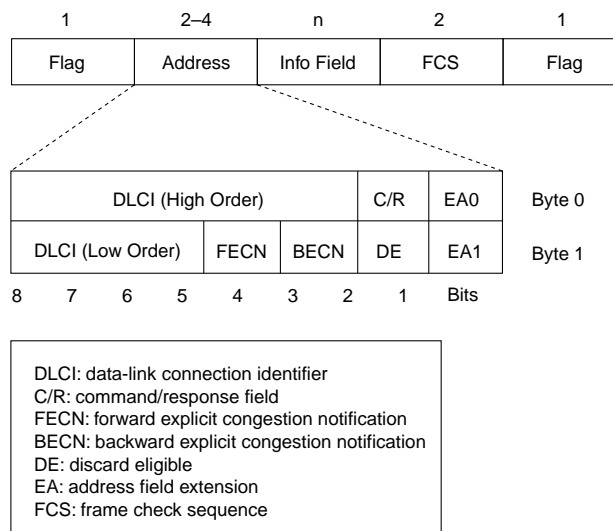 1 2–4 n 2 1
Flag Address Info Field FCS Flag
DLCI (High Order) C/R EA0 Byte 0
DLCI (Low Order) FECN BECN DE EA1 Byte 1
8 7 6 5 4 3 2 1 Bits
DLCI: data-link connection identifier
C/R: command/response field
FECN: forward explicit congestion notification
BECN: backward explicit congestion notification
DE: discard eligible
EA: address field extension
FCS: frame check sequence